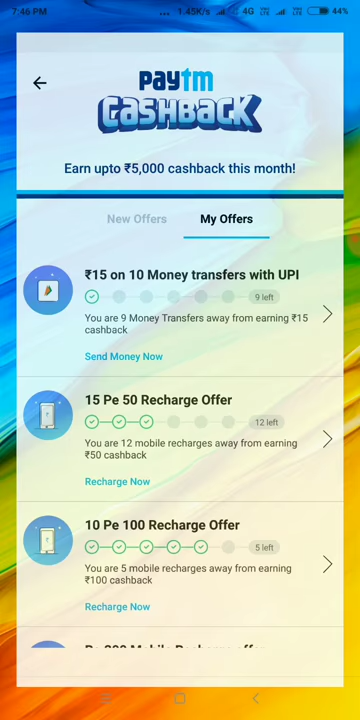 7:46 PM ... 1.45K/s 4G VoLTE VoLTE 44%
paytm
CASHBACK
Earn upto ₹5,000 cashback this month!
New Offers My Offers
₹15 on 10 Money transfers with UPI
9 left
You are 9 Money Transfers away from earning ₹15
cashback
Send Money Now
15 Pe 50 Recharge Offer
12 left
You are 12 mobile recharges away from earning
₹50 cashback
Recharge Now
10 Pe 100 Recharge Offer
5 left
You are 5 mobile recharges away from earning
₹100 cashback
Recharge Now